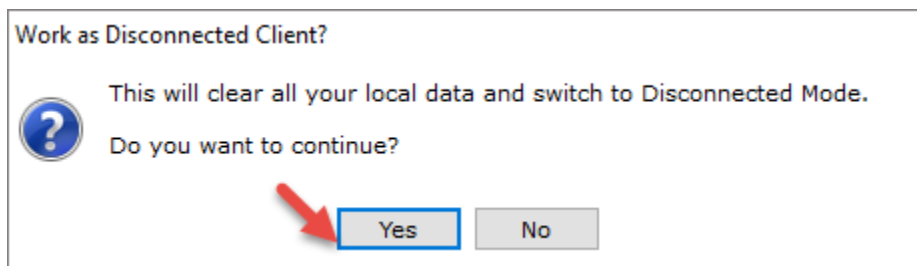 Work as Disconnected Client?
This will clear all your local data and switch to Disconnected Mode.
Do you want to continue?
Yes No